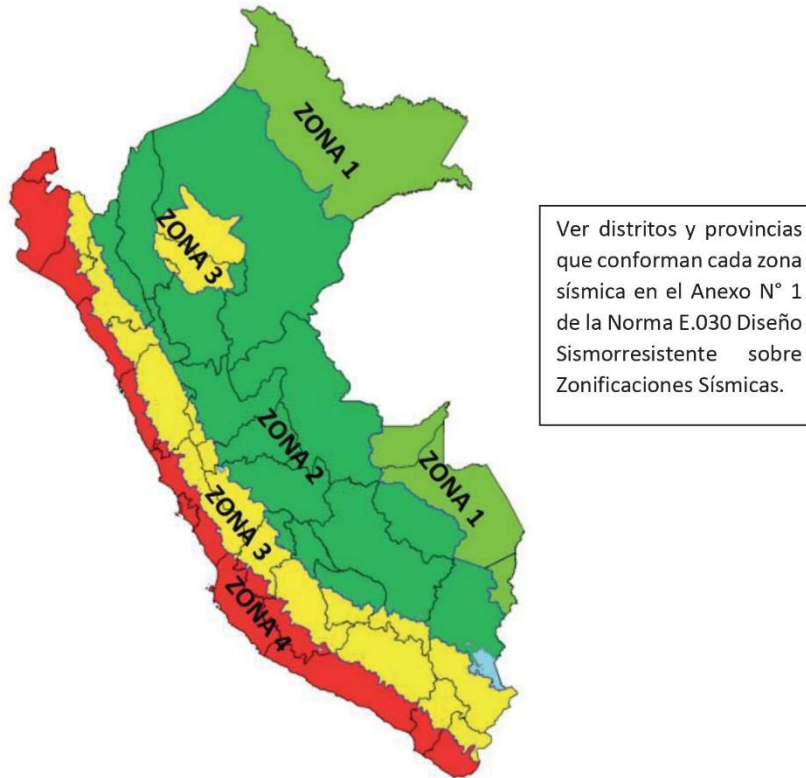 ZONA 1
ZONA 3
ZONA 2
ZONA 1
ZONA 3
ZONA 4
Ver distritos y provincias
que conforman cada zona
sísmica en el Anexo N° 1
de la Norma E.030 Diseño
Sismorresistente sobre
Zonificaciones Sísmicas.